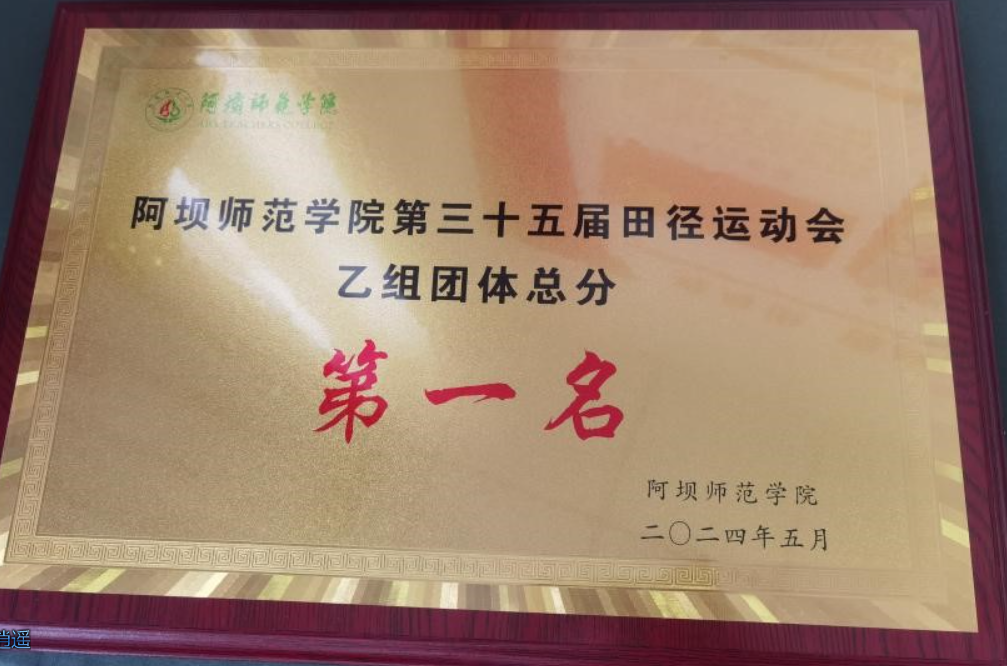 阿坝师范学院
阿坝师范学院第三十五届田径运动会
乙组团体总分
第一名
阿坝师范学院
二〇二四年五月
逍遥